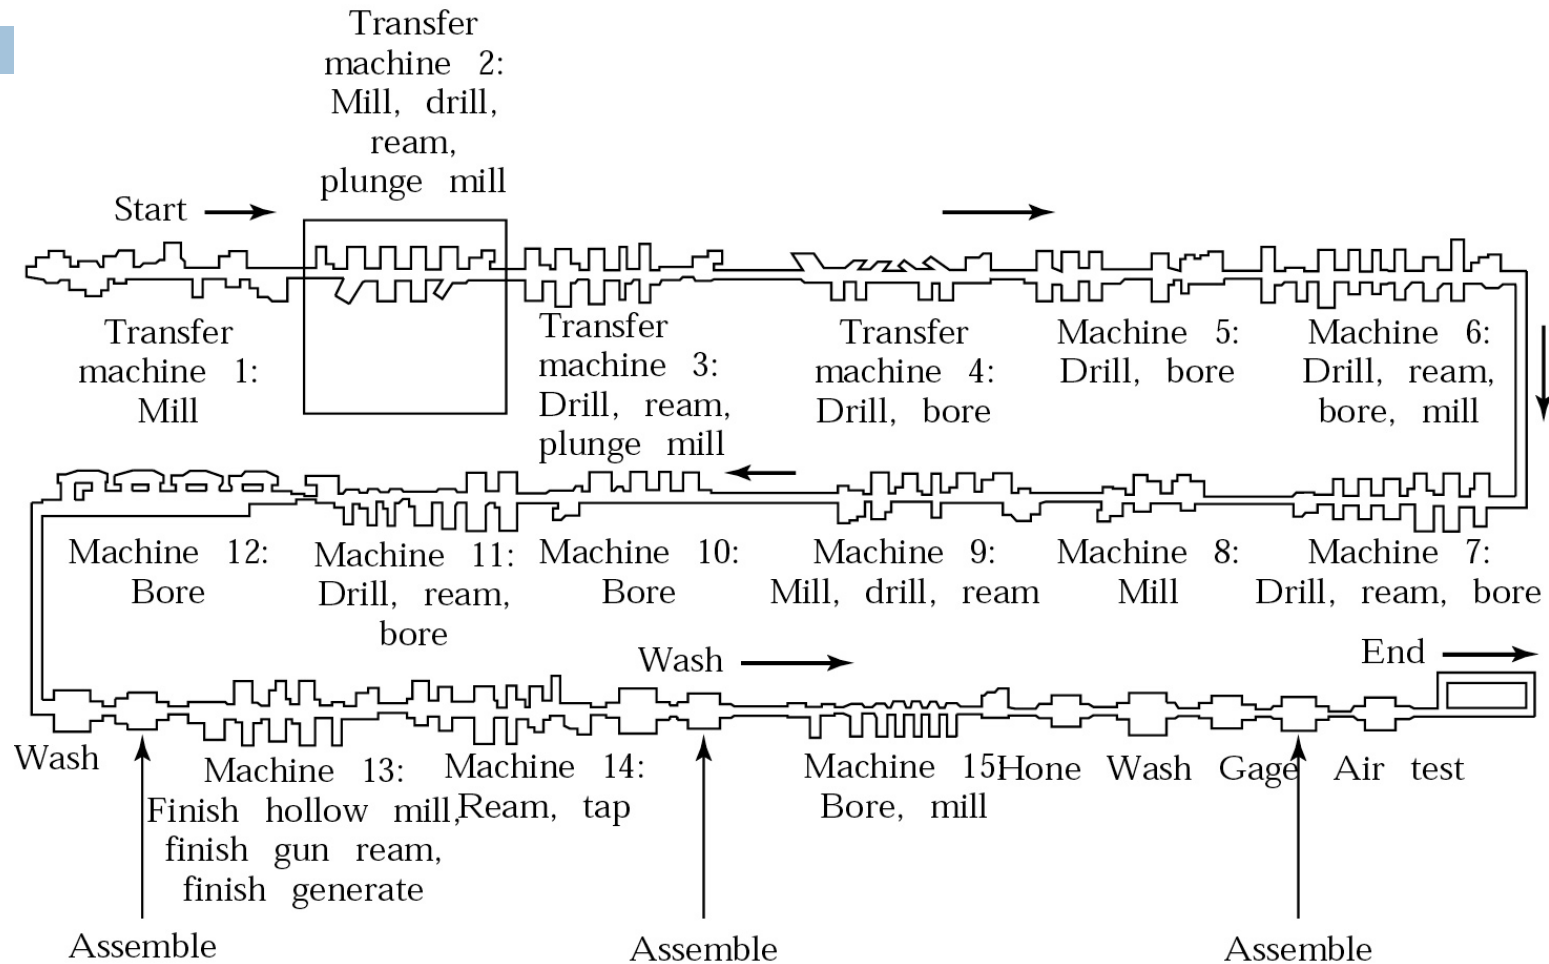 Transfer
machine 2:
Mill, drill,
ream,
plunge mill
Start
Transfer
machine 1:
Mill
Transfer
machine 3:
Drill, ream,
plunge mill
Transfer
machine 4:
Drill, bore
Machine 5:
Drill, bore
Machine 6:
Drill, ream,
bore, mill
Machine 12:
Bore
Machine 11:
Drill, ream,
bore
Machine 10:
Bore
Machine 9:
Mill, drill, ream
Machine 8:
Mill
Machine 7:
Drill, ream, bore
Wash
End
Wash
Machine 13:
Finish hollow mill,
finish gun ream,
finish generate
Machine 14:
Ream, tap
Machine 15:
Bore, mill
Hone
Wash
Gage
Air test
Assemble
Assemble
Assemble